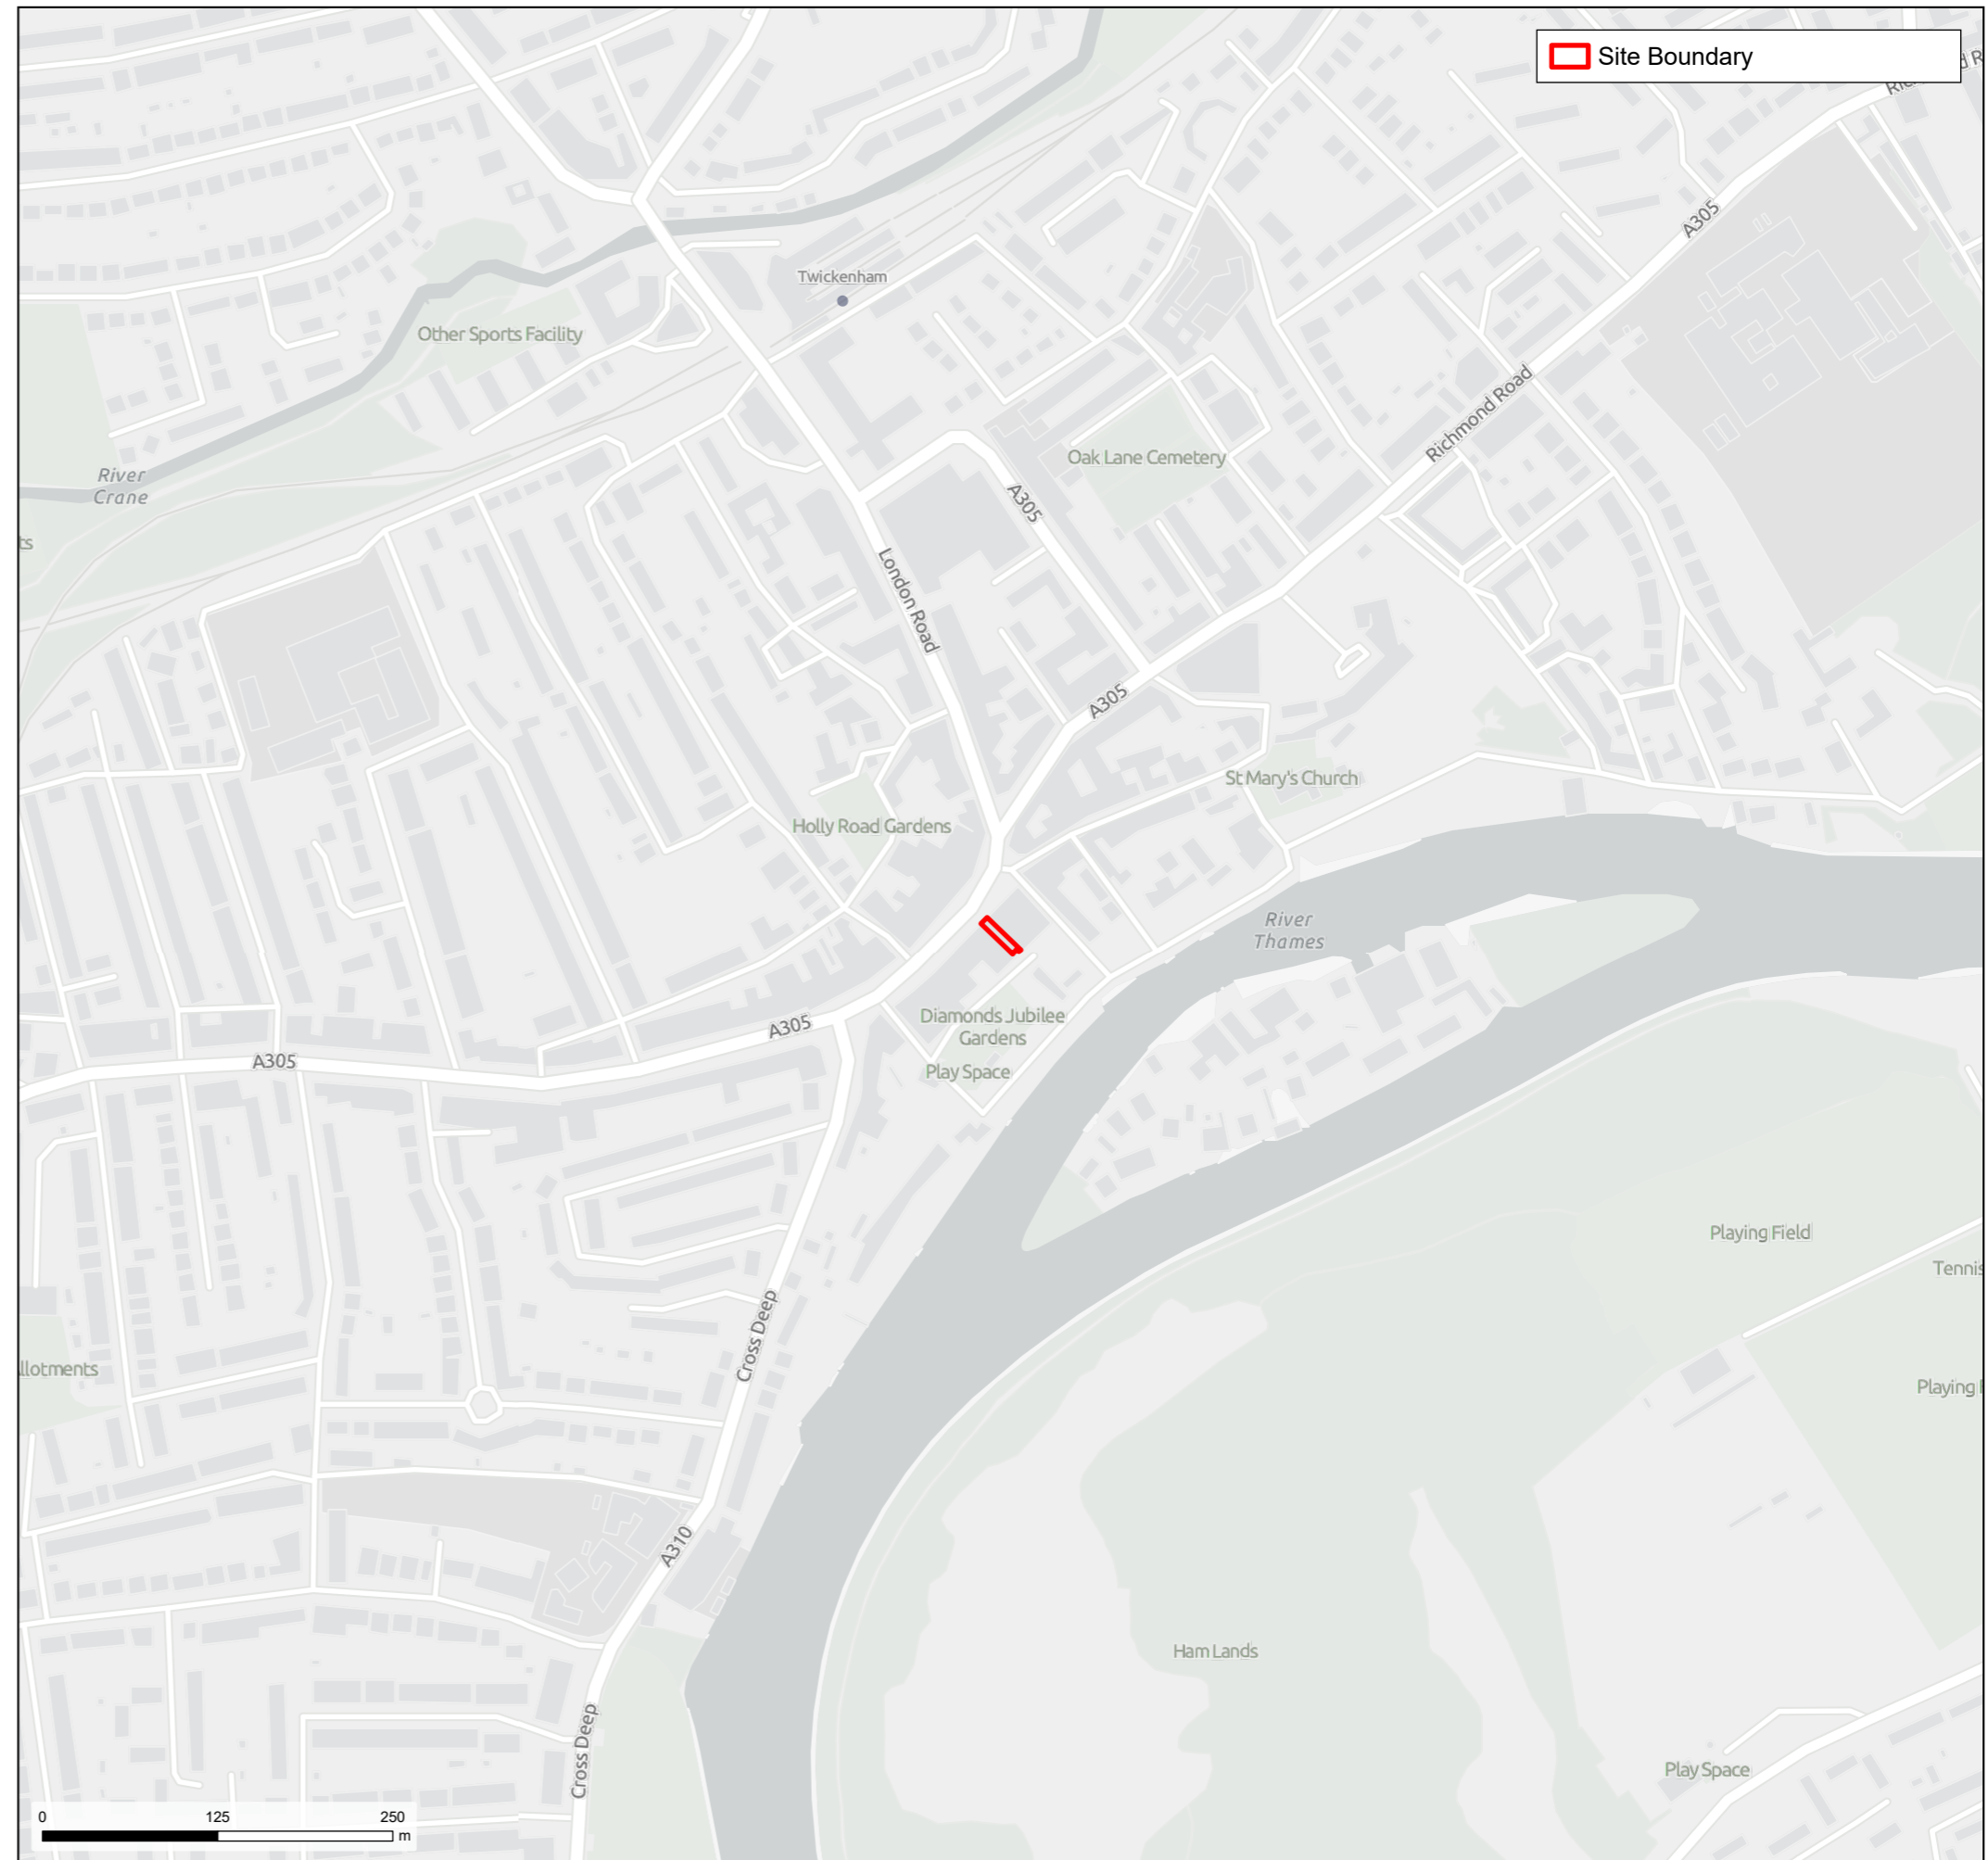 Site Boundary
A305
Twickenham
Other Sports Facility
Richmond Road
Oak Lane Cemetery
River
Crane
A305
ts
London Road
A305
St Mary's Church
Holly Road Gardens
River
Thames
Diamonds Jubilee
Gardens
A305
A305
Play Space
Playing Field
Tennis
Cross Deep
llotments
Playing
A310
Ham Lands
Cross Deep
Play Space
0 125 250
m